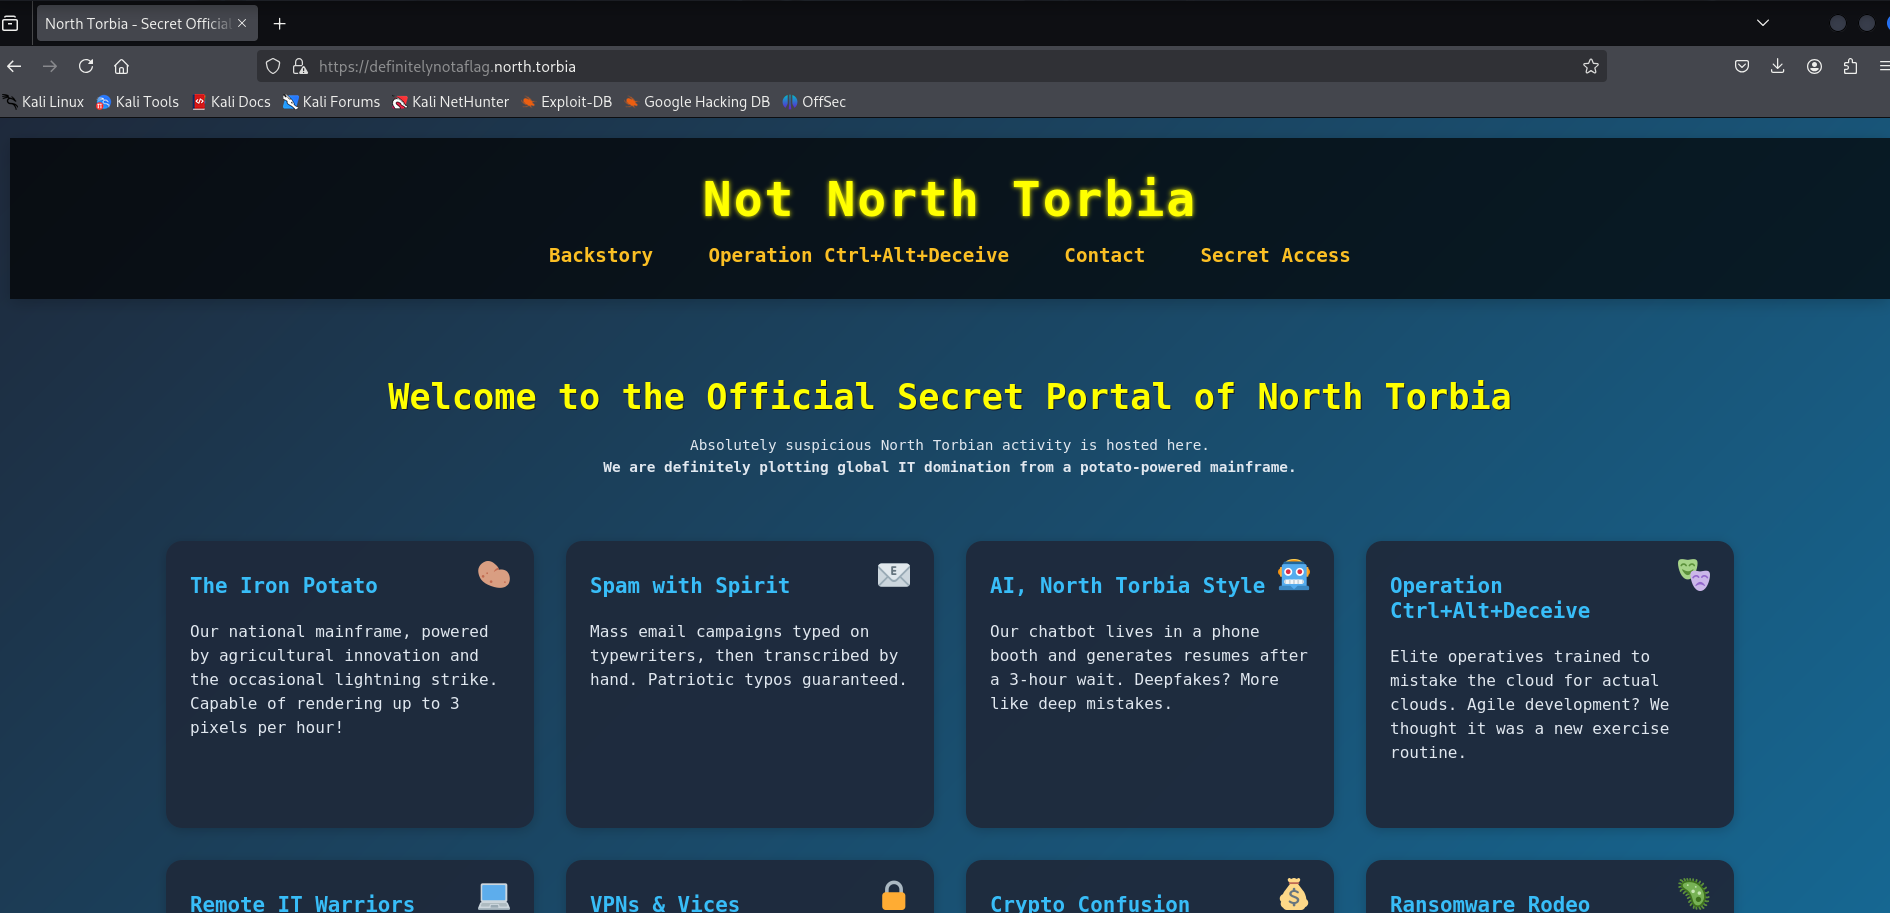 North Torbia - Secret Official
https://definitelynotaflag.north.torbia
Kali Linux Kali Tools Kali Docs Kali Forums Kali NetHunter Exploit-DB Google Hacking DB OffSec
Not North Torbia
Backstory Operation Ctrl+Alt+Deceive Contact Secret Access
Welcome to the Official Secret Portal of North Torbia
Absolutely suspicious North Torbian activity is hosted here.
We are definitely plotting global IT domination from a potato-powered mainframe.
The Iron Potato
Our national mainframe, powered
by agricultural innovation and
the occasional lightning strike.
Capable of rendering up to 3
pixels per hour!
Spam with Spirit
Mass email campaigns typed on
typewriters, then transcribed by
hand. Patriotic typos guaranteed.
AI, North Torbia Style
Our chatbot lives in a phone
booth and generates resumes after
a 3-hour wait. Deepfakes? More
like deep mistakes.
Operation
Ctrl+Alt+Deceive
Elite operatives trained to
mistake the cloud for actual
clouds. Agile development? We
thought it was a new exercise
routine.
Remote IT Warriors
VPNs & Vices
Crypto Confusion
Ransomware Rodeo